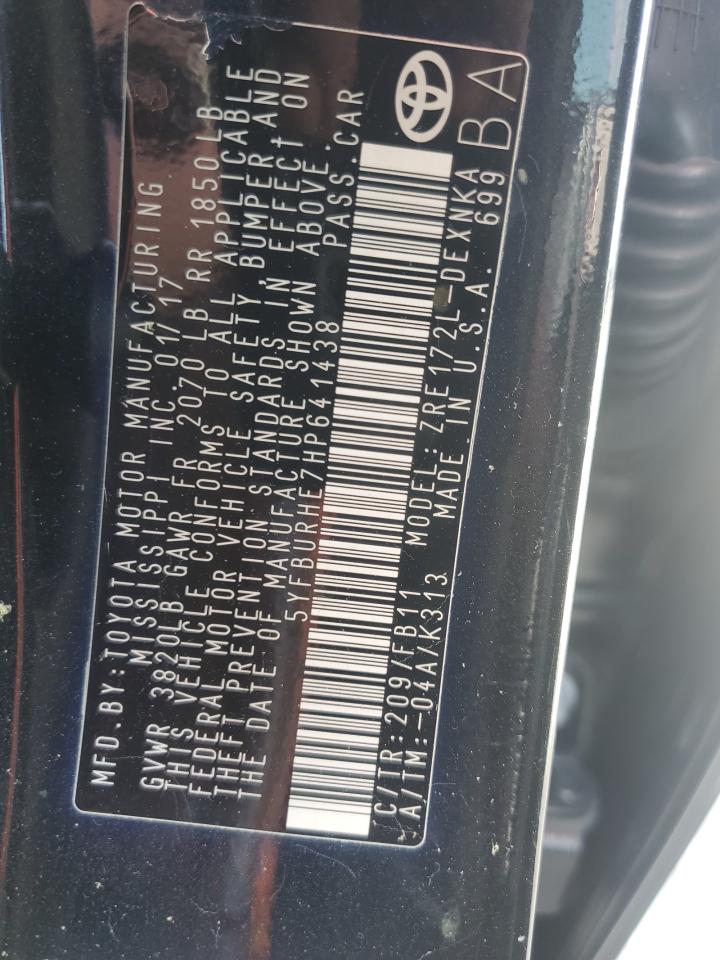 MFD.BY:TOYOTA MOTOR MANUFACTURING
MISSISSIPPI INC 01/17
GVWR 3820LB GAWR FR 2070 LB RR 1850 LB
THIS VEHICLE CONFORMS TO ALL APPLICABLE
FEDERAL MOTOR VEHICLE SAFETY, BUMPER AND
THEFT PREVENTION STANDARDS IN EFFECT ON
THE DATE OF MANUFACTURE SHOWN ABOVE.
5YFBURHE7HP641438 PASS.CAR
C/TR:209/FB11 MODEL:ZRE172L-DEXNKA
A/TM:-04A/K313 MADE IN U.S.A. 699
BA